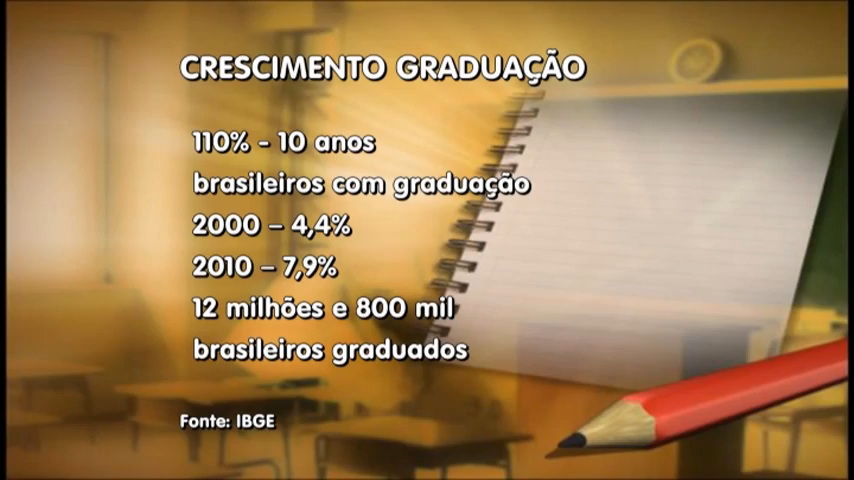 CRESCIMENTO GRADUAÇÃO
110% - 10 anos
brasileiros com graduação
2000 – 4,4%
2010 – 7,9%
12 milhões e 800 mil
brasileiros graduados
Fonte: IBGE